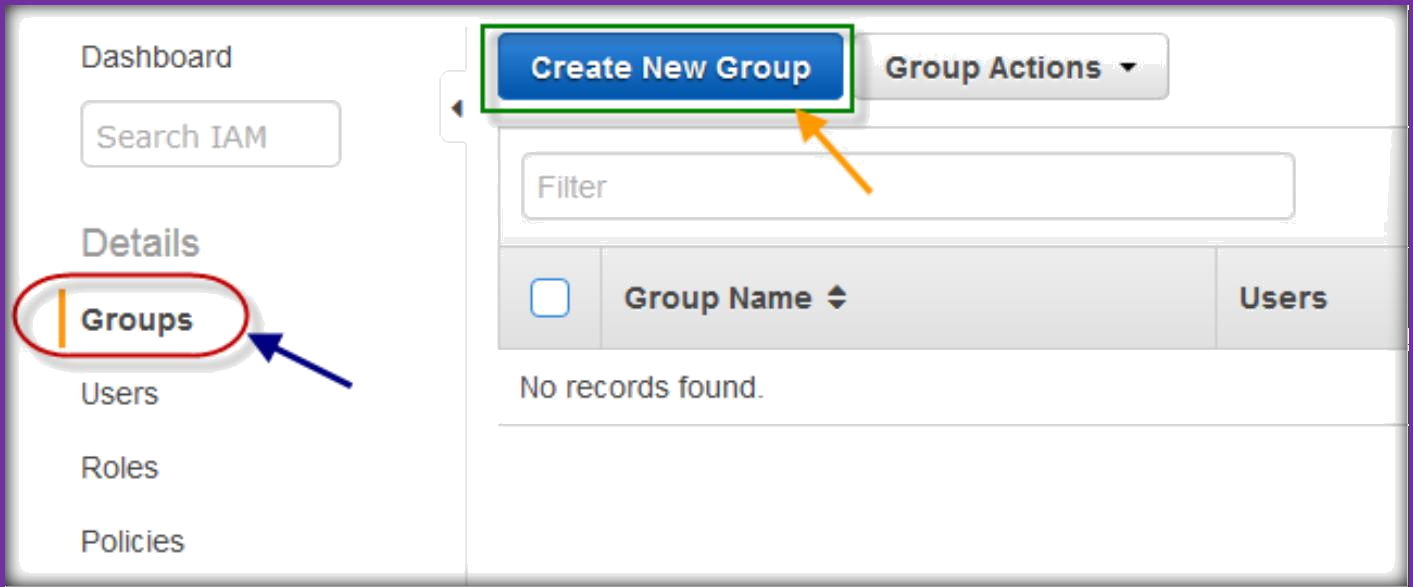 Dashboard
Search IAM
Details
Groups
Users
Roles
Policies
Create New Group
Group Actions
Filter
Group Name
Users
No records found.